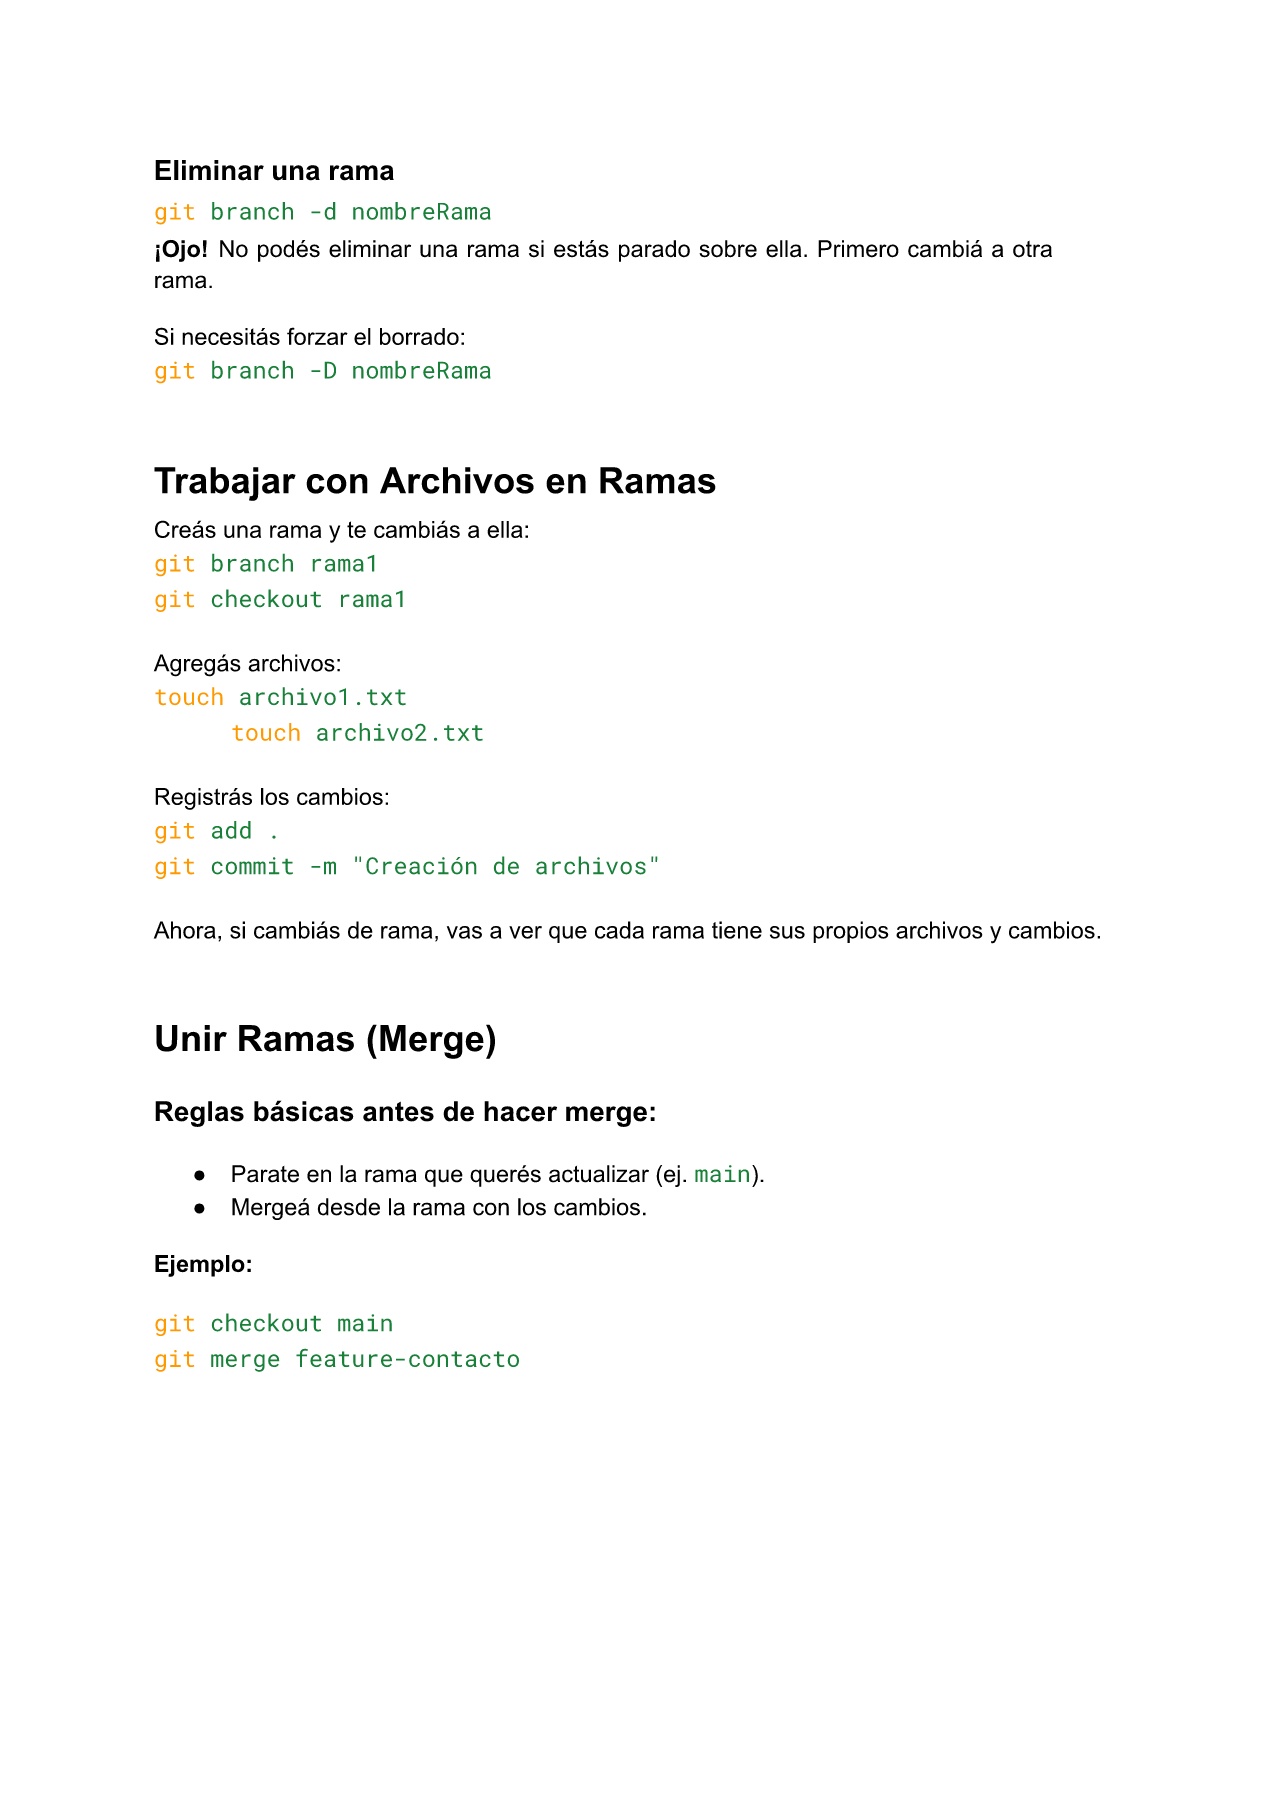 Eliminar una rama
git branch -d nombreRama
¡Ojo! No podés eliminar una rama si estás parado sobre ella. Primero cambiá a otra
rama.
Si necesitás forzar el borrado:
git branch -D nombreRama
Trabajar con Archivos en Ramas
Creás una rama y te cambiás a ella:
git branch rama1
git checkout rama1
Agregás archivos:
touch archivo1.txt
touch archivo2.txt
Registrás los cambios:
git add .
git commit -m "Creación de archivos"
Ahora, si cambiás de rama, vas a ver que cada rama tiene sus propios archivos y cambios.
Unir Ramas (Merge)
Reglas básicas antes de hacer merge:
● Parate en la rama que querés actualizar (ej. main).
● Mergeá desde la rama con los cambios.
Ejemplo:
git checkout main
git merge feature-contacto